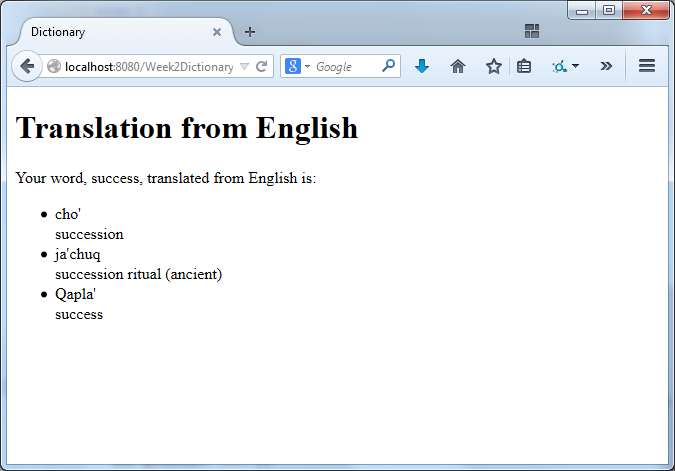 Dictionary
localhost:8080/Week2Dictionary
Google
Translation from English
Your word, success, translated from English is:
• cho'
succession
• ja'chuq
succession ritual (ancient)
• Qapla'
success